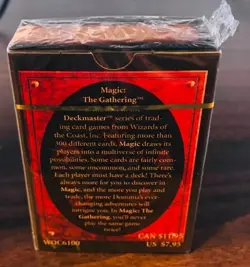 Magic:
The Gathering™
Deckmaster™ series of trad-
ing card games from Wizards of
the Coast, Inc. Featuring more than
300 different cards, Magic draws its
players into a multiverse of infinite
possibilities. Some cards are fairly com-
mon, some uncommon, and some rare.
Each player must have a deck! There's
always more for you to discover in
Magic, and the more you play and
trade, the more Dominia's ever-
changing adventures will
intrigue you. In Magic: The
Gathering, you'll never
play the same game
twice!
WOC6100
CAN $11.95
US $7.95